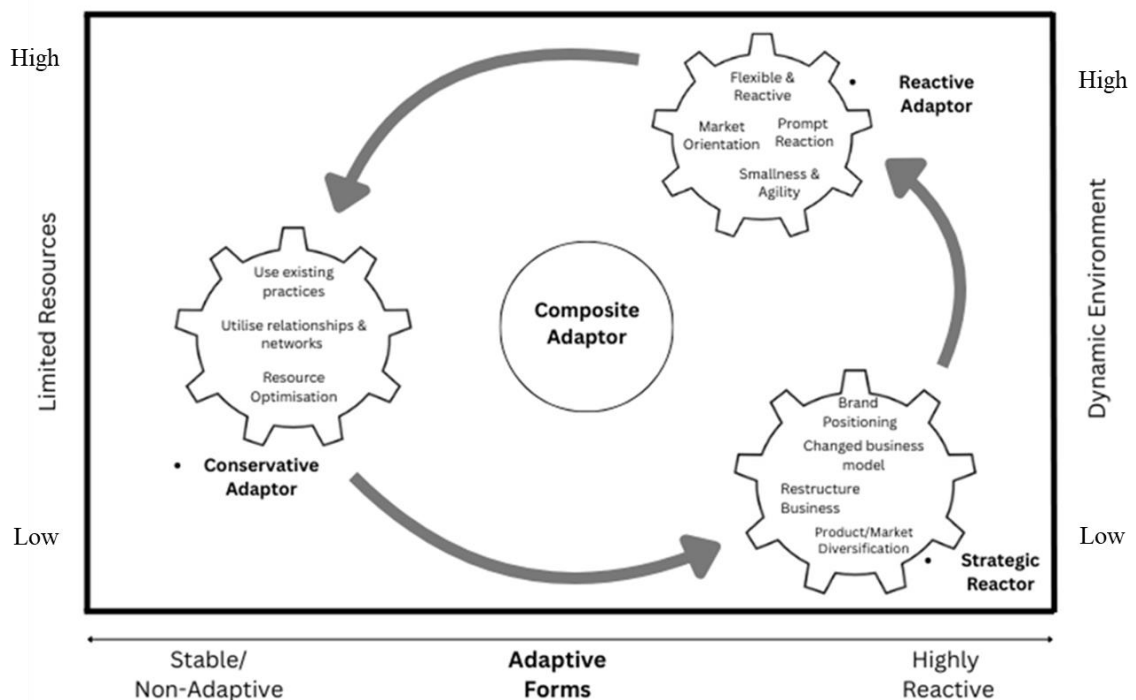 High
Limited Resources
Low
Flexible &
Reactive
Market
Orientation
Prompt
Reaction
Smallness &
Agility
• Reactive
Adaptor
High
Dynamic Environment
Low
Use existing
practices
Utilise relationships &
networks
Resource
Optimisation
• Conservative
Adaptor
Composite
Adaptor
Brand
Positioning
Changed business
model
Restructure
Business
Product/Market
Diversification
• Strategic
Reactor
Stable/
Non-Adaptive
Adaptive
Forms
Highly
Reactive